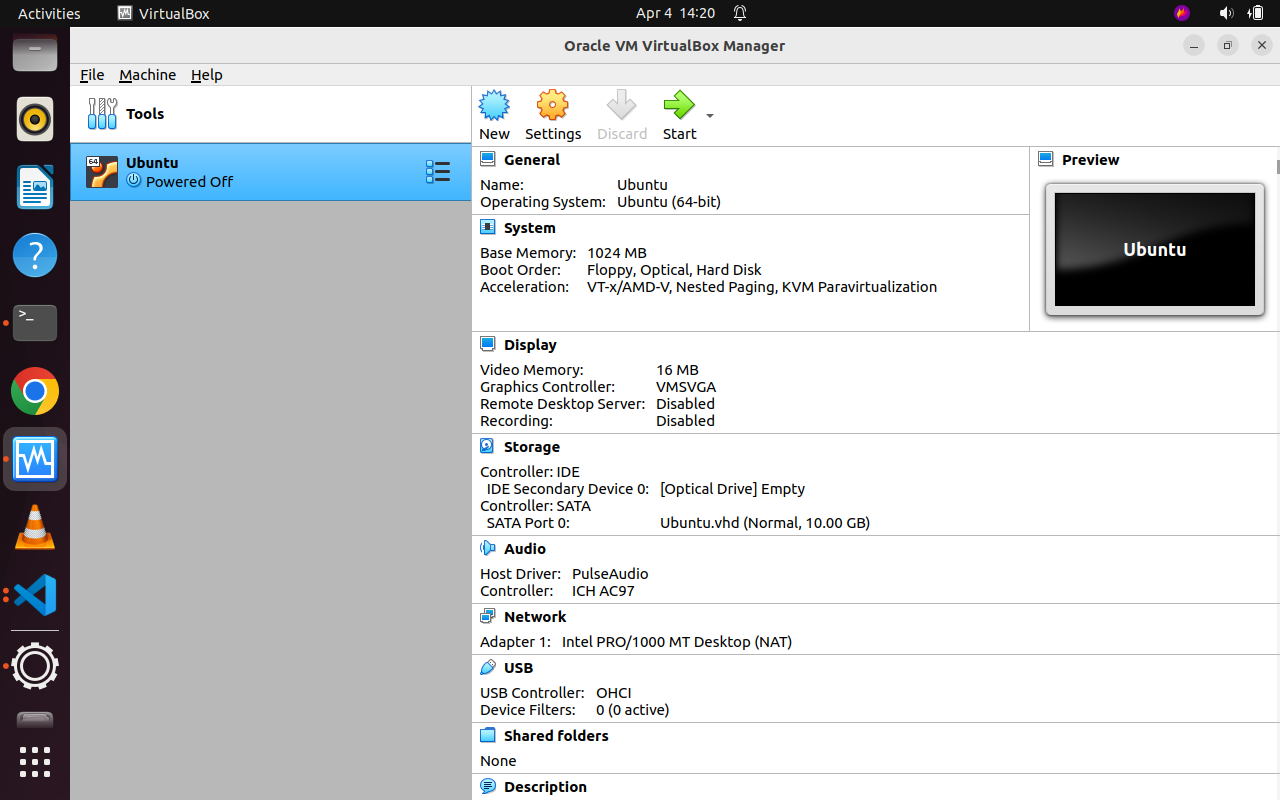 Activities
VirtualBox
Apr 4 14:20
Oracle VM VirtualBox Manager
File Machine Help
Tools
New
Settings
Discard
Start
64
Ubuntu
Powered Off
General
Name: Ubuntu
Operating System: Ubuntu (64-bit)
Preview
Ubuntu
System
Base Memory: 1024 MB
Boot Order: Floppy, Optical, Hard Disk
Acceleration: VT-x/AMD-V, Nested Paging, KVM Paravirtualization
Display
Video Memory: 16 MB
Graphics Controller: VMSVGA
Remote Desktop Server: Disabled
Recording: Disabled
Storage
Controller: IDE
IDE Secondary Device 0: [Optical Drive] Empty
Controller: SATA
SATA Port 0: Ubuntu.vhd (Normal, 10.00 GB)
Audio
Host Driver: PulseAudio
Controller: ICH AC97
Network
Adapter 1: Intel PRO/1000 MT Desktop (NAT)
USB
USB Controller: OHCI
Device Filters: 0 (0 active)
Shared folders
None
Description